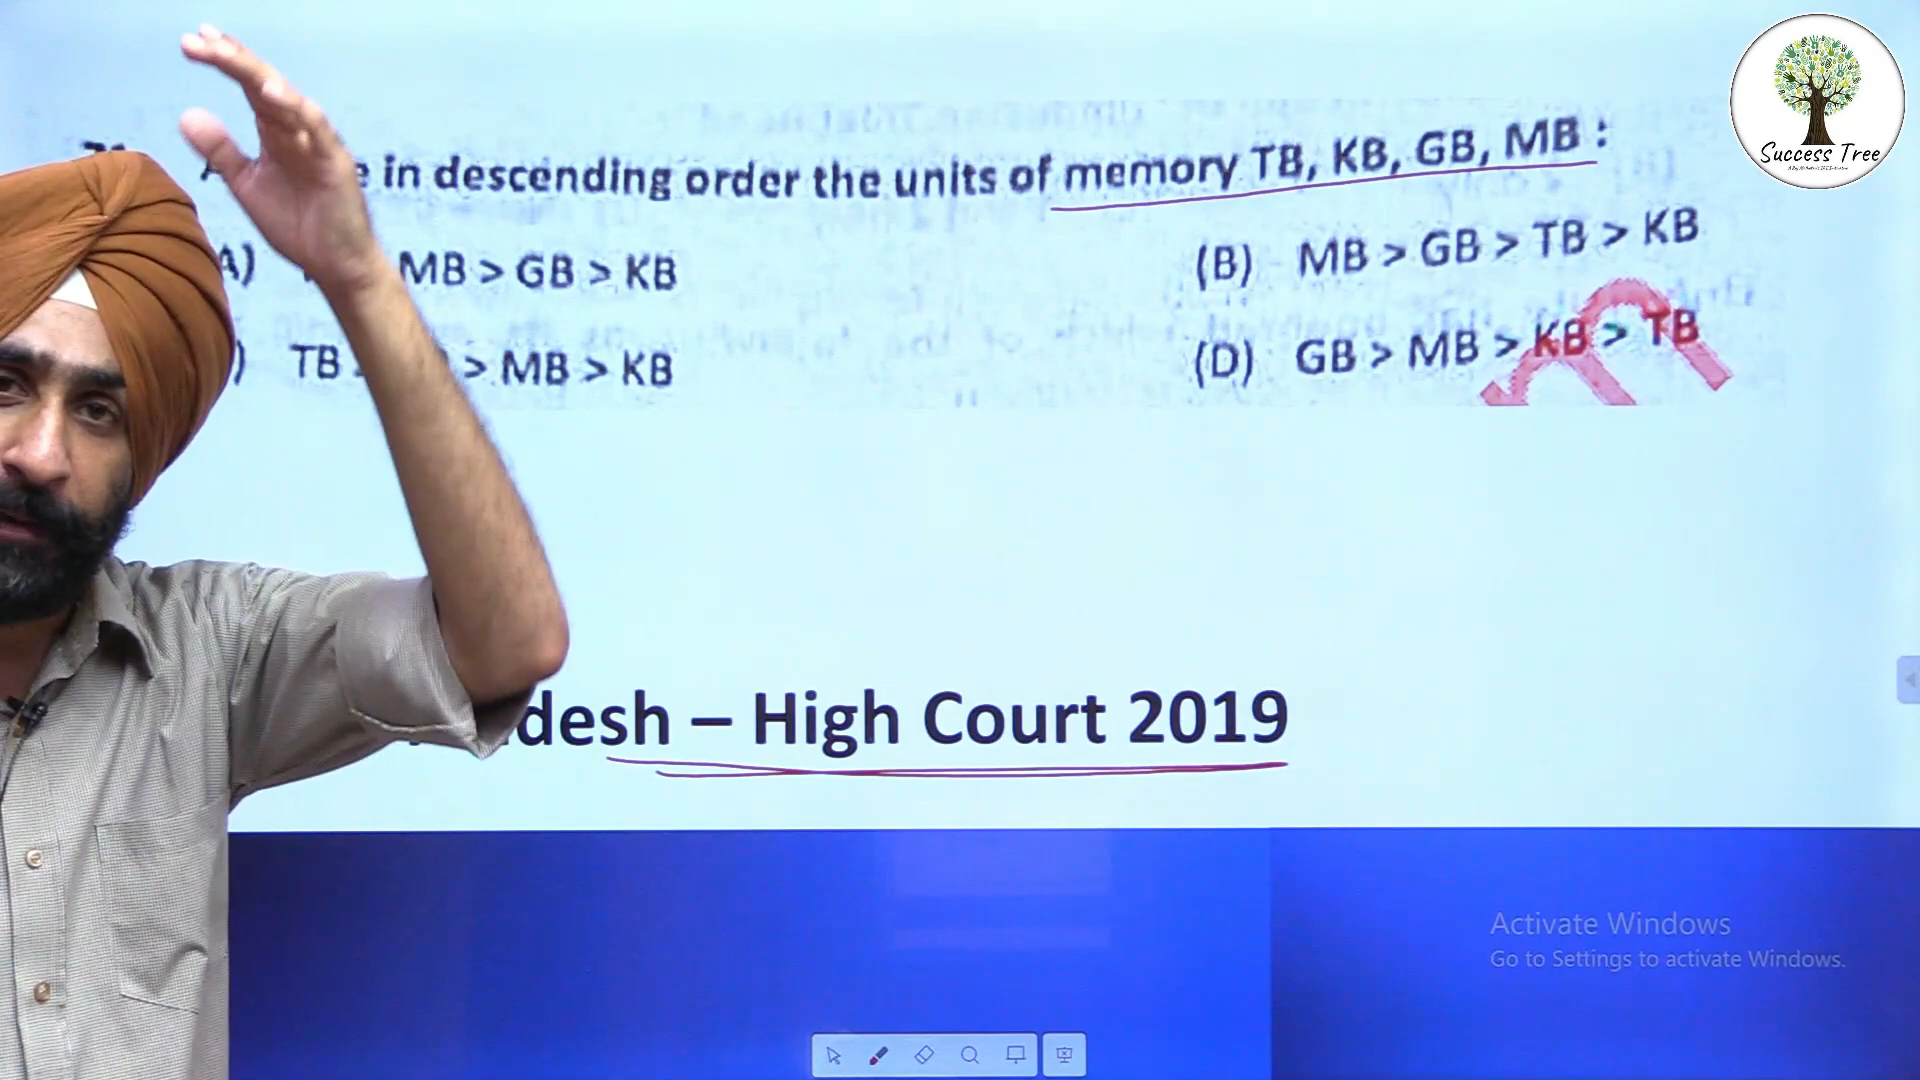 in descending order the units of memory TB, KB, GB, MB :
A) MB > GB > KB
(B) MB > GB > TB > KB
) TB > MB > KB
(D) GB > MB > KB > TB
desh – High Court 2019
Success Tree
Activate Windows
Go to Settings to activate Windows.